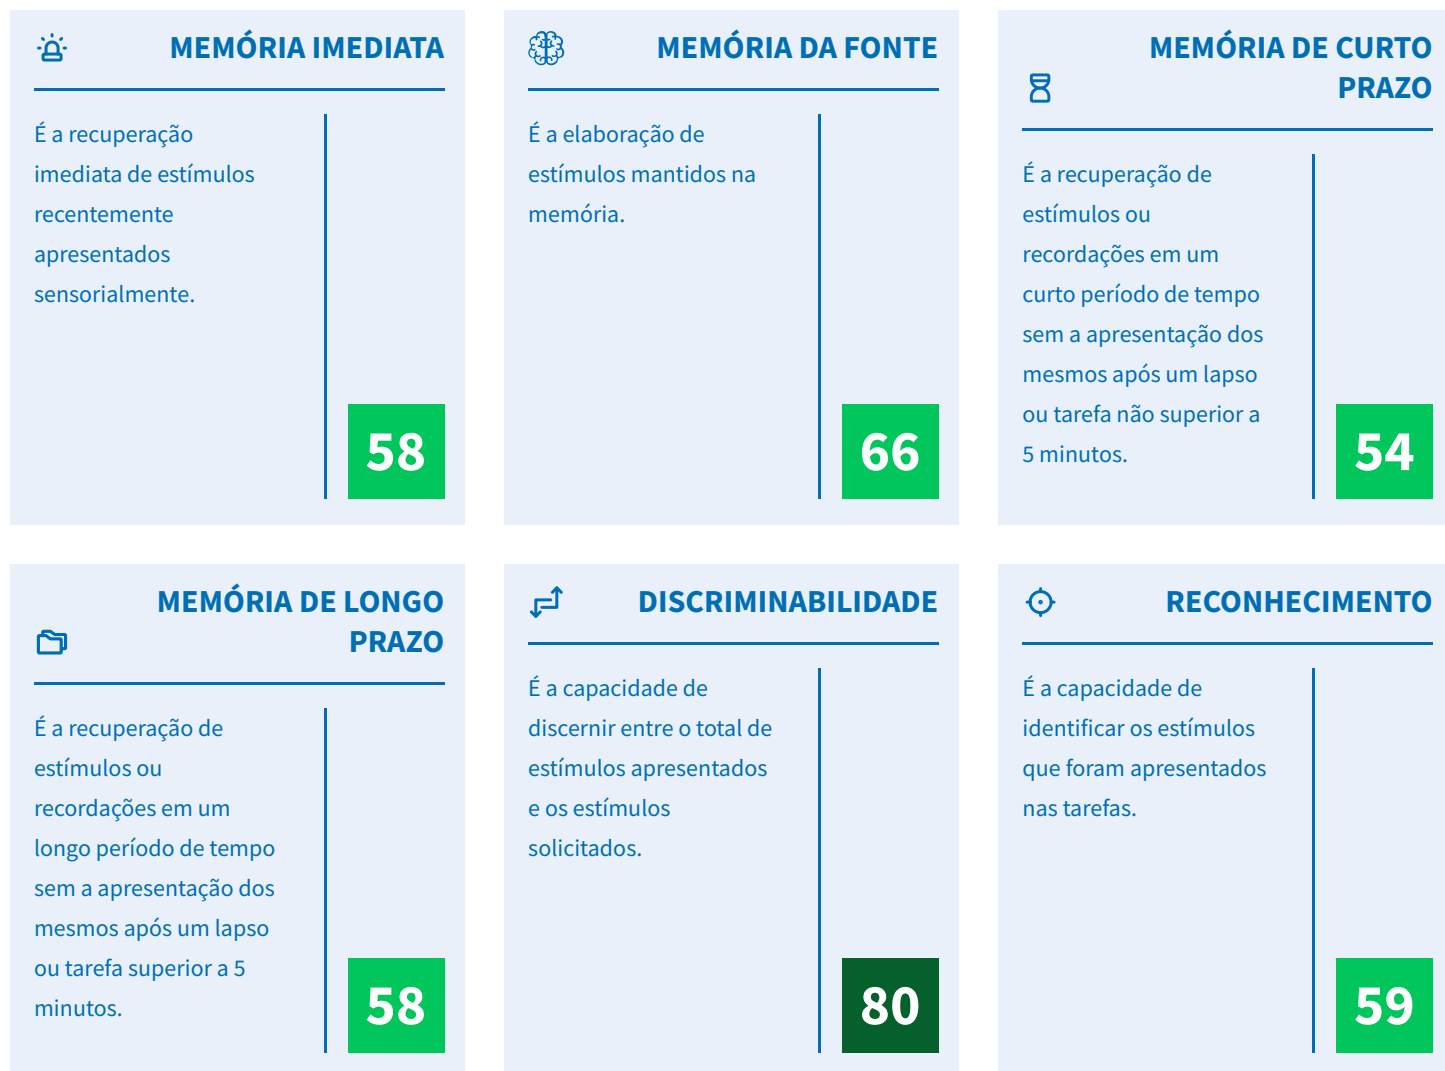 MEMÓRIA IMEDIATA
É a recuperação
imediata de estímulos
recentemente
apresentados
sensorialmente.
58
MEMÓRIA DA FONTE
É a elaboração de
estímulos mantidos na
memória.
66
MEMÓRIA DE CURTO
PRAZO
É a recuperação de
estímulos ou
recordações em um
curto período de tempo
sem a apresentação dos
mesmos após um lapso
ou tarefa não superior a
5 minutos.
54
MEMÓRIA DE LONGO
PRAZO
É a recuperação de
estímulos ou
recordações em um
longo período de tempo
sem a apresentação dos
mesmos após um lapso
ou tarefa superior a 5
minutos.
58
DISCRIMINABILIDADE
É a capacidade de
discernir entre o total de
estímulos apresentados
e os estímulos
solicitados.
80
RECONHECIMENTO
É a capacidade de
identificar os estímulos
que foram apresentados
nas tarefas.
59